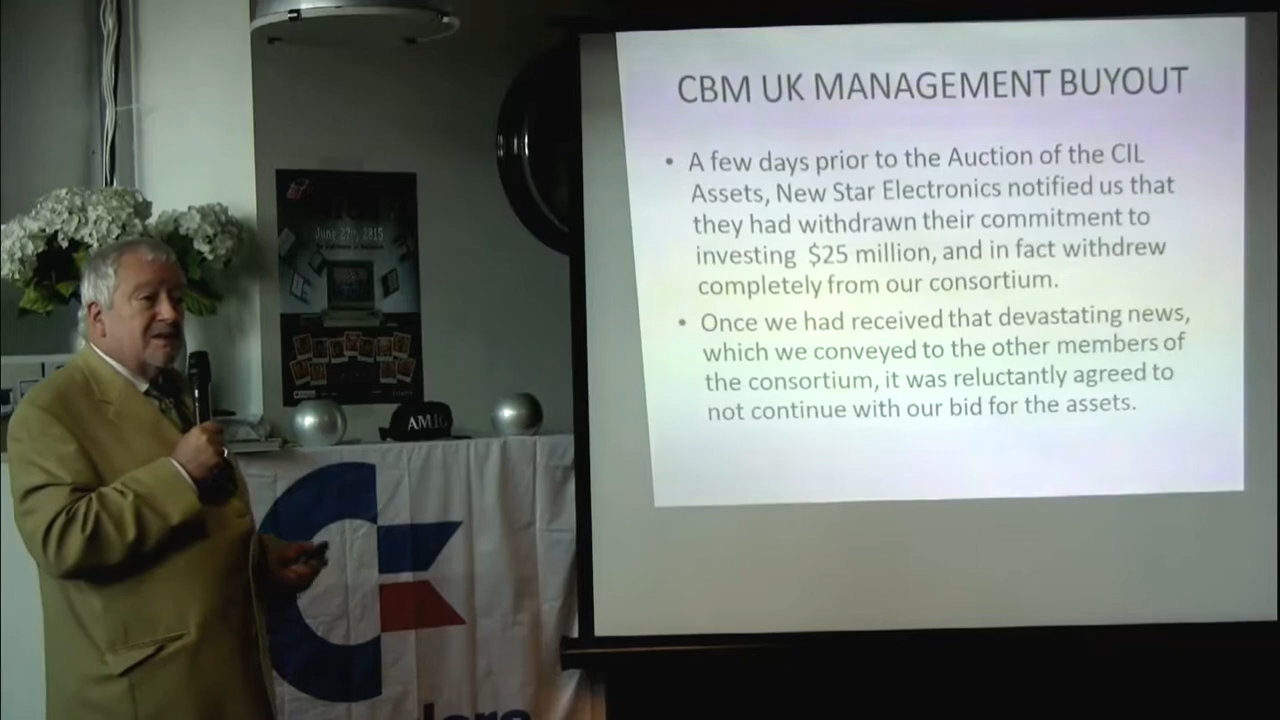 CBM UK MANAGEMENT BUYOUT
• A few days prior to the Auction of the CIL
Assets, New Star Electronics notified us that
they had withdrawn their commitment to
investing $25 million, and in fact withdrew
completely from our consortium.
• Once we had received that devastating news,
which we conveyed to the other members of
the consortium, it was reluctantly agreed to
not continue with our bid for the assets.
June 27th, 2015
AMIG